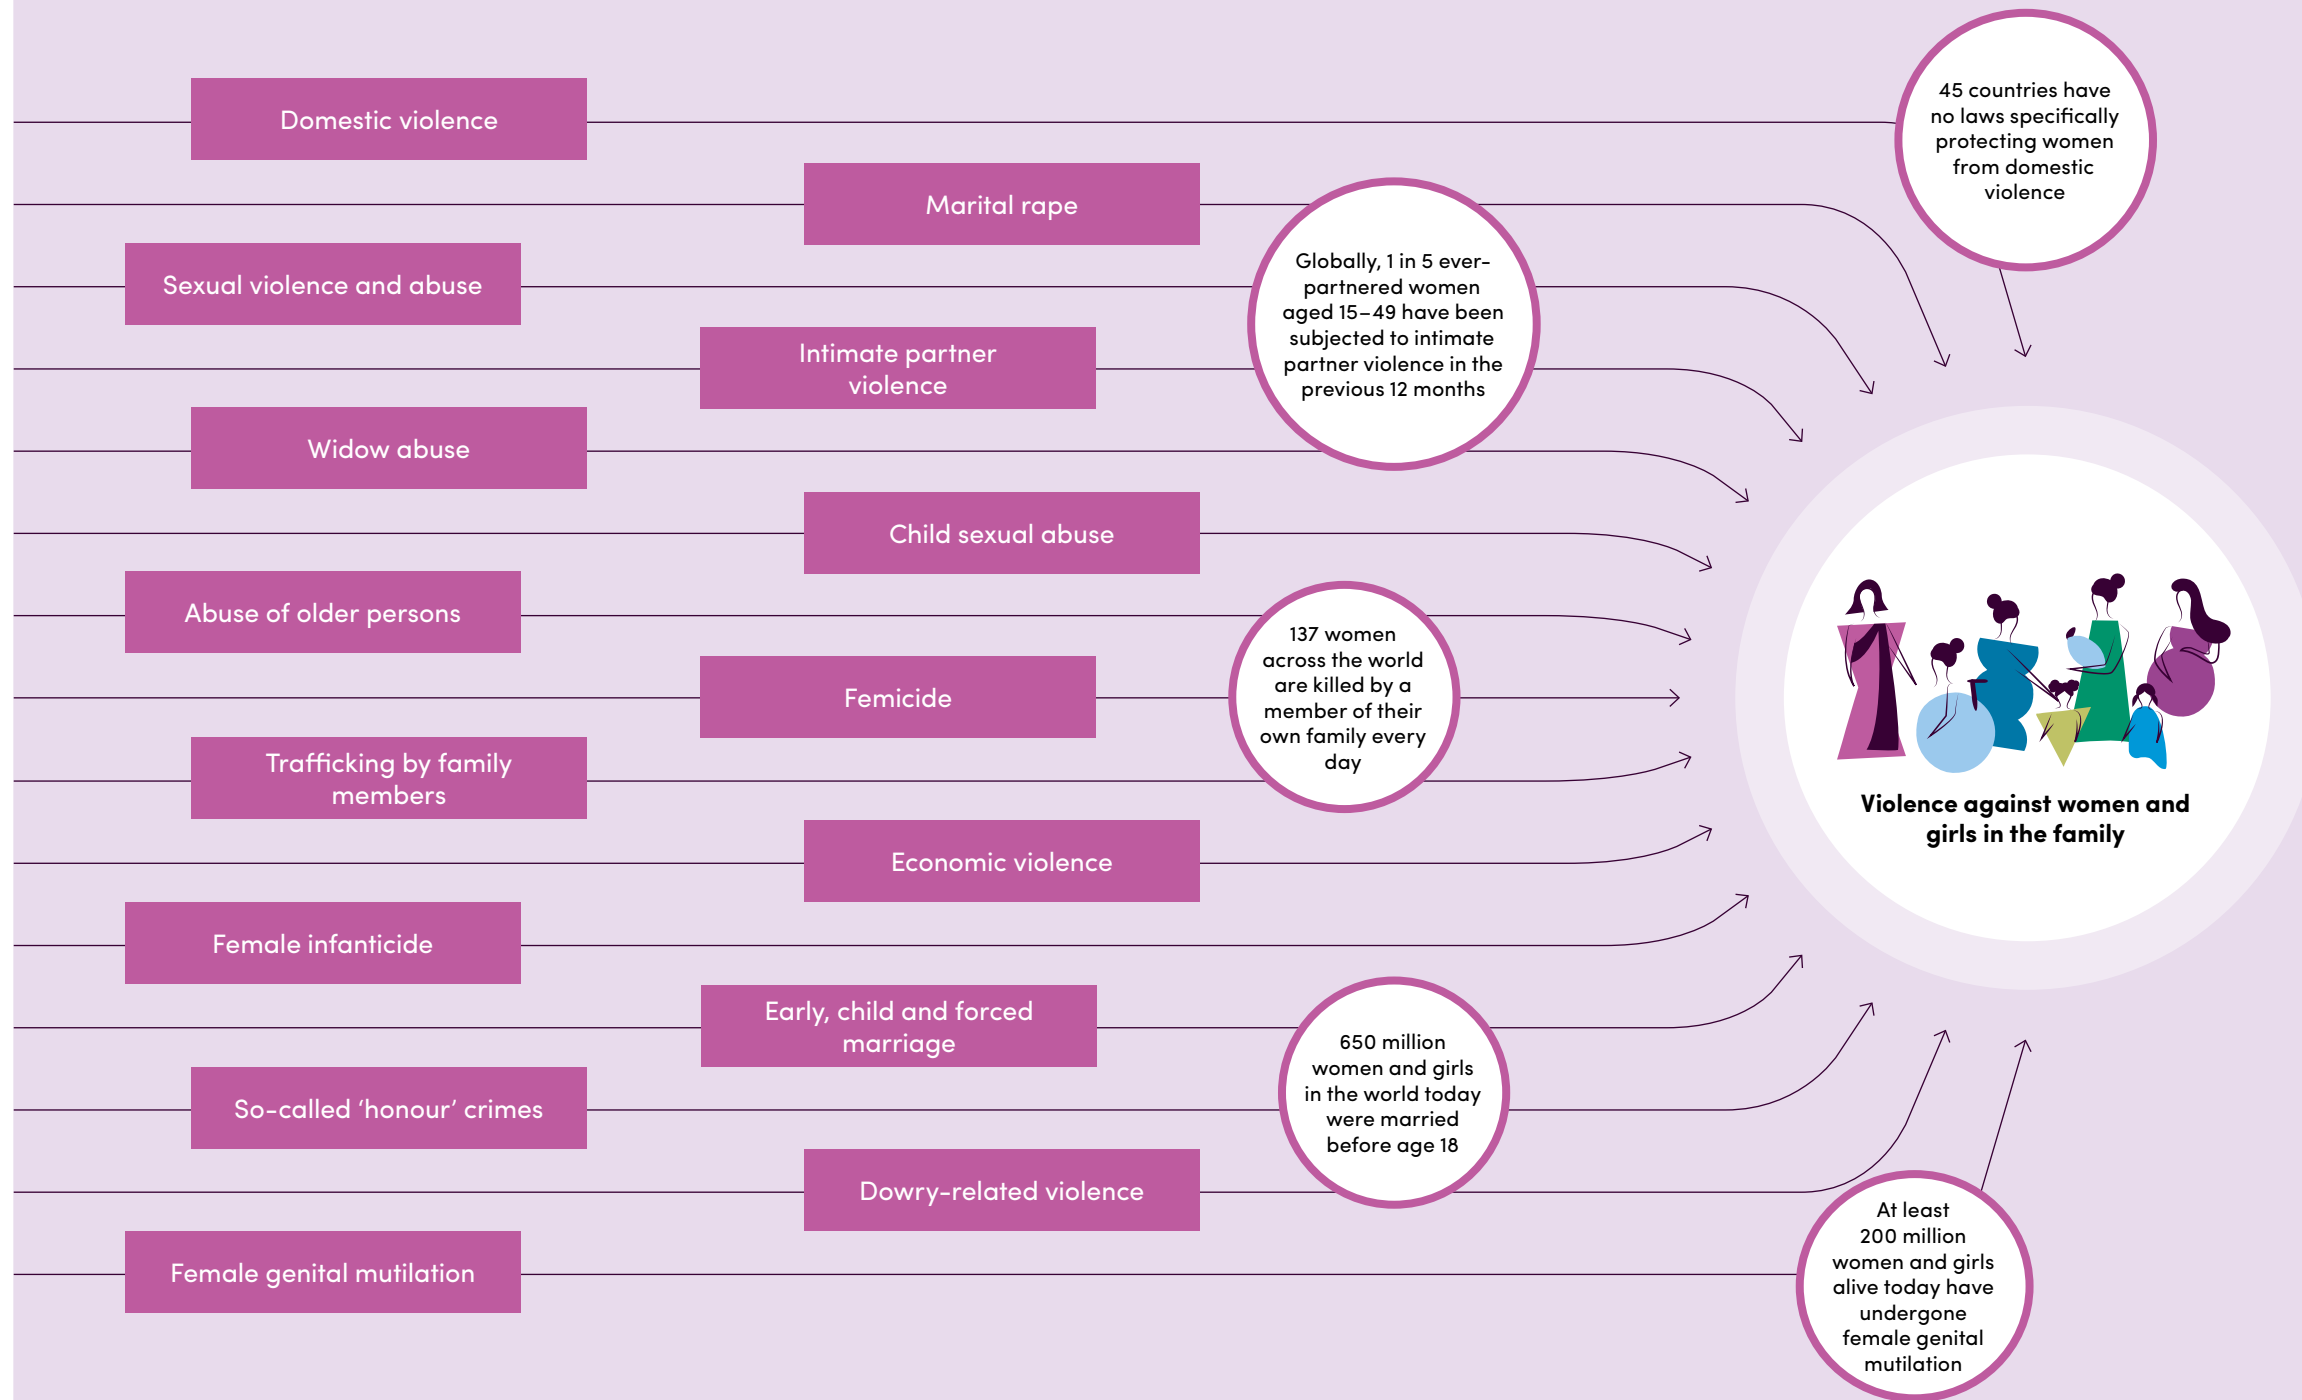 Domestic violence
45 countries have
no laws specifically
protecting women
from domestic
violence
Marital rape
Sexual violence and abuse
Globally, 1 in 5 ever-
partnered women
aged 15–49 have been
subjected to intimate
partner violence in the
previous 12 months
Intimate partner
violence
Widow abuse
Child sexual abuse
Abuse of older persons
137 women
across the world
are killed by a
member of their
own family every
day
Femicide
Trafficking by family
members
Violence against women and
girls in the family
Economic violence
Female infanticide
Early, child and forced
marriage
650 million
women and girls
in the world today
were married
before age 18
So-called ‘honour’ crimes
Dowry-related violence
Female genital mutilation
At least
200 million
women and girls
alive today have
undergone
female genital
mutilation